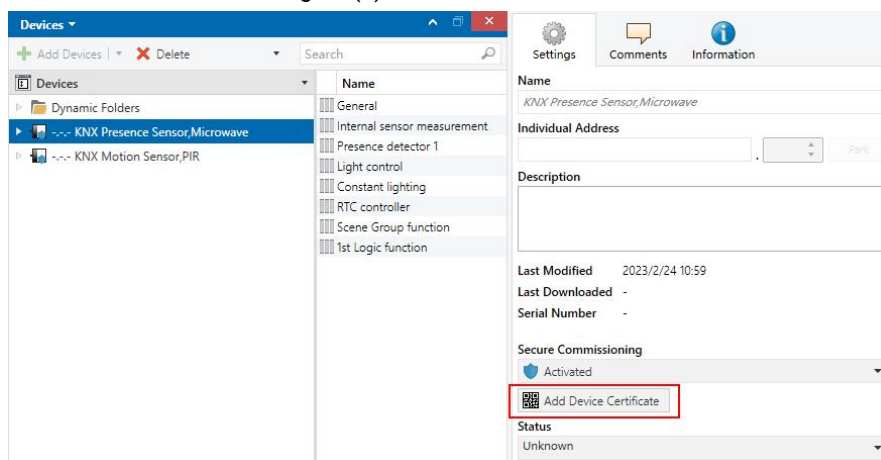 Devices
Add Devices
Delete
Search
Devices
Dynamic Folders
-.-.- KNX Presence Sensor,Microwave
-.-.- KNX Motion Sensor,PIR
Name
General
Internal sensor measurement
Presence detector 1
Light control
Constant lighting
RTC controller
Scene Group function
1st Logic function
Settings
Comments
Information
Name
KNX Presence Sensor,Microwave
Individual Address
.
Park
Description
Last Modified 2023/2/24 10:59
Last Downloaded -
Serial Number -
Secure Commissioning
Activated
Add Device Certificate
Status
Unknown